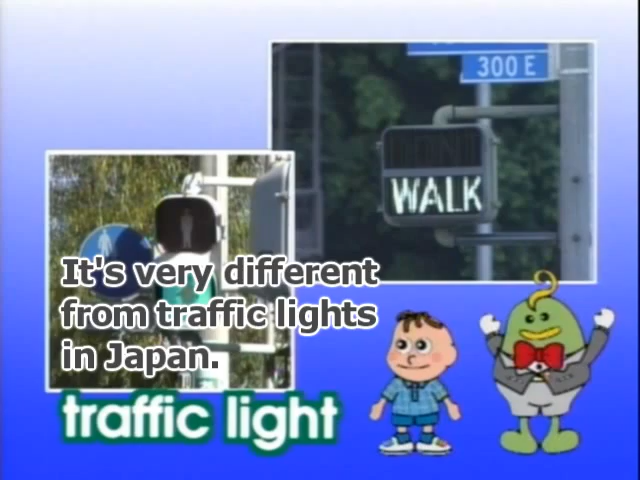 300 E
WALK
It's very different
from traffic lights
in Japan.
traffic light